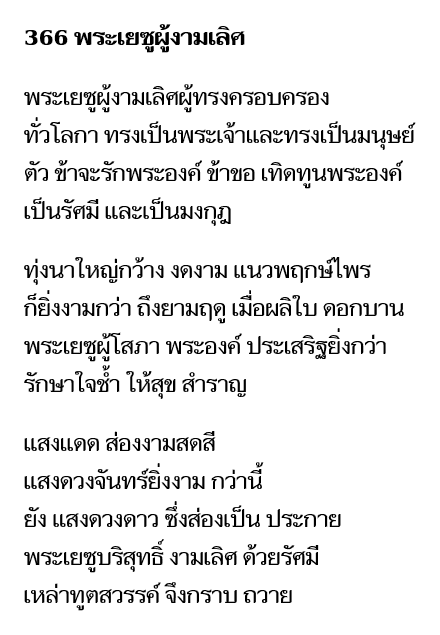 366 พระเยซูผู้งามเลิศ
พระเยซูผู้งามเลิศผู้ทรงครอบครอง
ทั่วโลกา ทรงเป็นพระเจ้าและทรงเป็นมนุษย์
ตัว ข้าจะรักพระองค์ ข้าขอ เทิดทูนพระองค์
เป็นรัศมี และเป็นมงกุฎ
ทุ่งนาใหญ่กว้าง งดงาม แนวพฤกษ์ไพร
ก็ยิ่งงามกว่า ถึงยามฤดู เมื่อผลิใบ ดอกบาน
พระเยซูผู้โสภา พระองค์ ประเสริฐยิ่งกว่า
รักษาใจช้ำ ให้สุข สำราญ
แสงแดด ส่องงามสดสี
แสงดวงจันทร์ยิ่งงาม กว่านี้
ยัง แสงดวงดาว ซึ่งส่องเป็น ประกาย
พระเยซูบริสุทธิ์ งามเลิศ ด้วยรัศมี
เหล่าทูตสวรรค์ จึงกราบ ถวาย